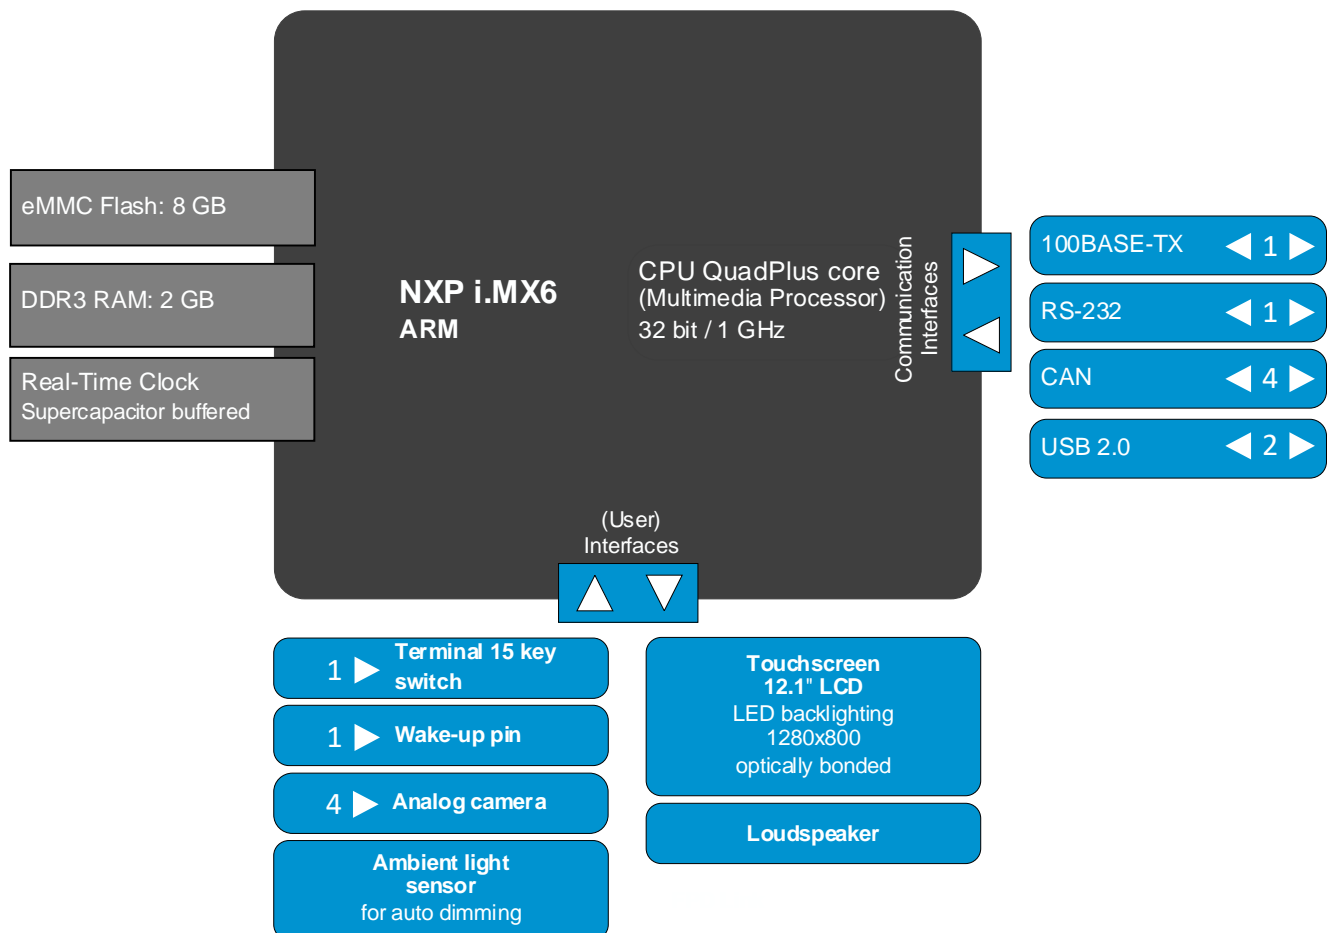 eMMC Flash: 8 GB
DDR3 RAM: 2 GB
Real-Time Clock
Supercapacitor buffered
NXP i.MX6
ARM
CPU QuadPlus core
(Multimedia Processor)
32 bit / 1 GHz
Communication
Interfaces
100BASE-TX 1
RS-232 1
CAN 4
USB 2.0 2
(User)
Interfaces
1 Terminal 15 key
switch
1 Wake-up pin
4 Analog camera
Ambient light
sensor
for auto dimming
Touchscreen
12.1" LCD
LED backlighting
1280x800
optically bonded
Loudspeaker